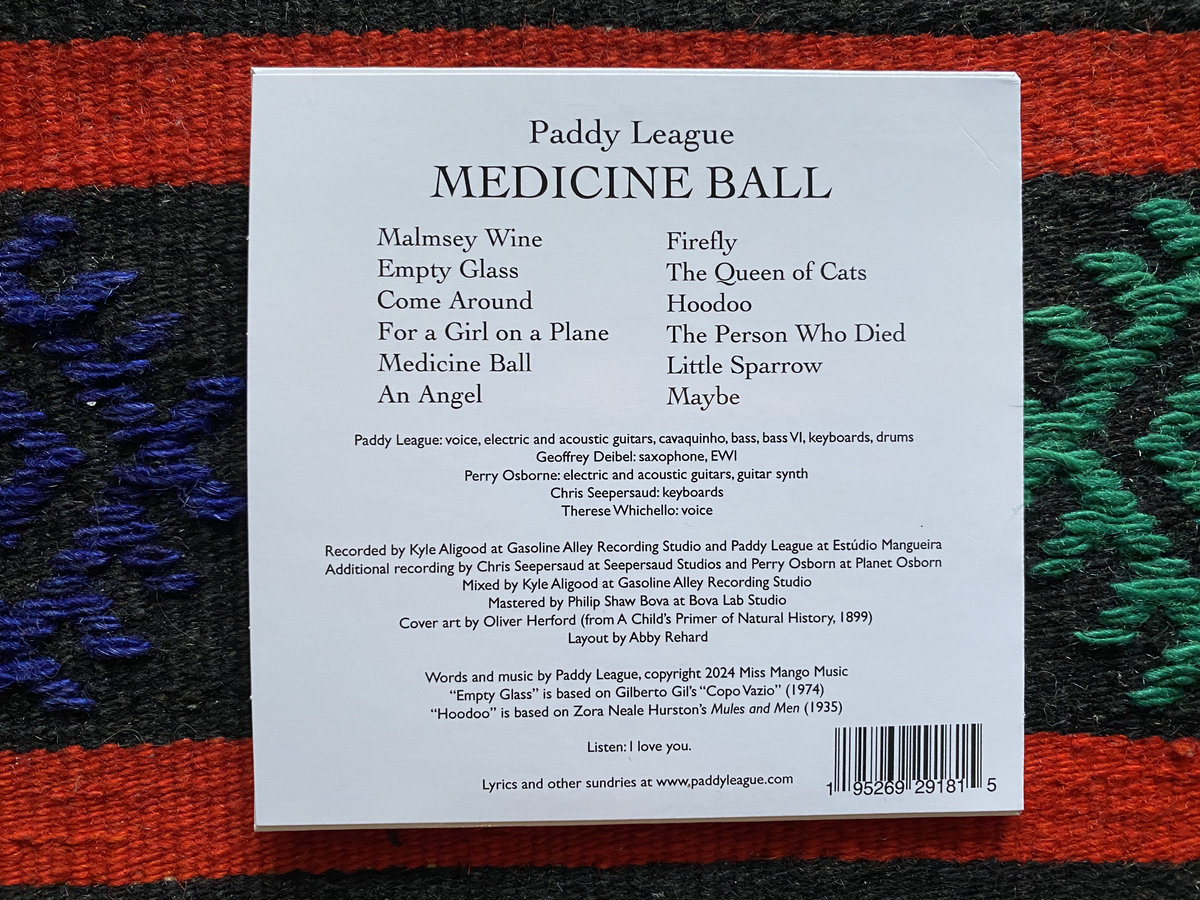 Paddy League
MEDICINE BALL
Malmsey Wine
Empty Glass
Come Around
For a Girl on a Plane
Medicine Ball
An Angel
Firefly
The Queen of Cats
Hoodoo
The Person Who Died
Little Sparrow
Maybe
Paddy League: voice, electric and acoustic guitars, cavaquinho, bass, bass VI, keyboards, drums
Geoffrey Deibel: saxophone, EWI
Perry Osborne: electric and acoustic guitars, guitar synth
Chris Seepersaud: keyboards
Therese Whichello: voice
Recorded by Kyle Aligood at Gasoline Alley Recording Studio and Paddy League at Estúdio Mangueira
Additional recording by Chris Seepersaud at Seepersaud Studios and Perry Osborn at Planet Osborn
Mixed by Kyle Aligood at Gasoline Alley Recording Studio
Mastered by Philip Shaw Bova at Bova Lab Studio
Cover art by Oliver Herford (from A Child's Primer of Natural History, 1899)
Layout by Abby Rehard
Words and music by Paddy League, copyright 2024 Miss Mango Music
“Empty Glass” is based on Gilberto Gil's “Copo Vazio” (1974)
“Hoodoo” is based on Zora Neale Hurston's Mules and Men (1935)
Listen: I love you.
Lyrics and other sundries at www.paddyleague.com
1 95269 29181 5